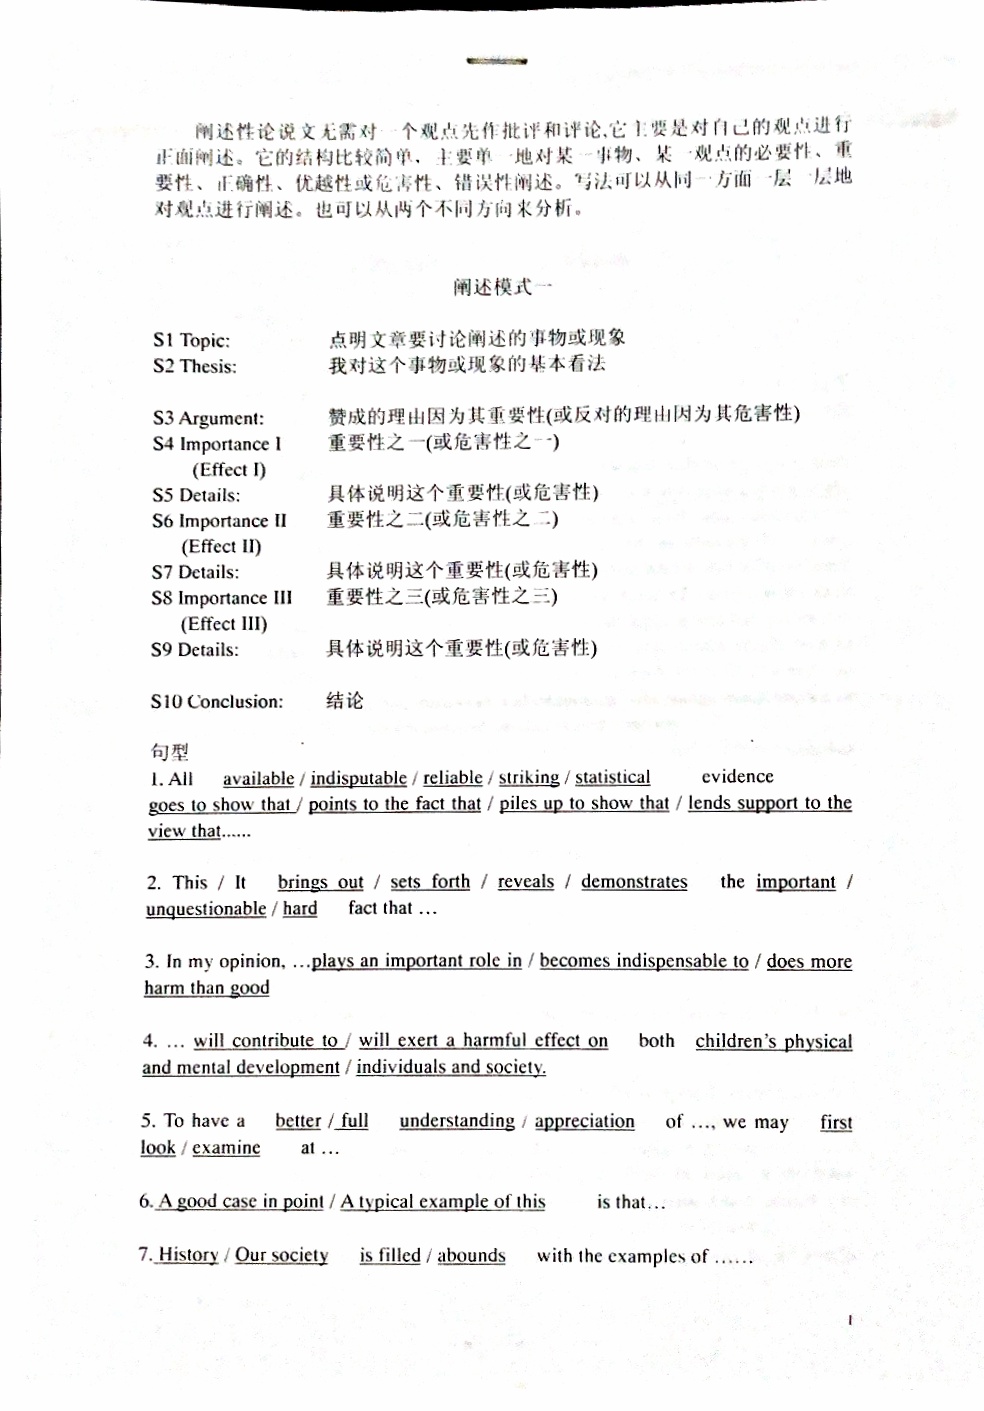 阐述性论说文无需对一个观点先作批评和评论,它主要是对自己的观点进行
正面阐述。它的结构比较简单，主要单一地对某一事物、某一观点的必要性、重
要性、正确性、优越性或危害性、错误性阐述。写法可以从同一方面一层一层地
对观点进行阐述。也可以从两个不同方向来分析。
阐述模式一
S1 Topic: 点明文章要讨论阐述的事物或现象
S2 Thesis: 我对这个事物或现象的基本看法
S3 Argument: 赞成的理由因为其重要性(或反对的理由因为其危害性)
S4 Importance I 重要性之一(或危害性之一)
(Effect I)
S5 Details: 具体说明这个重要性(或危害性)
S6 Importance II 重要性之二(或危害性之二)
(Effect II)
S7 Details: 具体说明这个重要性(或危害性)
S8 Importance III 重要性之三(或危害性之三)
(Effect III)
S9 Details: 具体说明这个重要性(或危害性)
S10 Conclusion: 结论
句型
1. All available / indisputable / reliable / striking / statistical evidence
goes to show that / points to the fact that / piles up to show that / lends support to the
view that......
2. This / It brings out / sets forth / reveals / demonstrates the important /
unquestionable / hard fact that ...
3. In my opinion, ...plays an important role in / becomes indispensable to / does more
harm than good
4. ... will contribute to / will exert a harmful effect on both children's physical
and mental development / individuals and society.
5. To have a better / full understanding / appreciation of ..., we may first
look / examine at ...
6. A good case in point / A typical example of this is that...
7. History / Our society is filled / abounds with the examples of ......
1